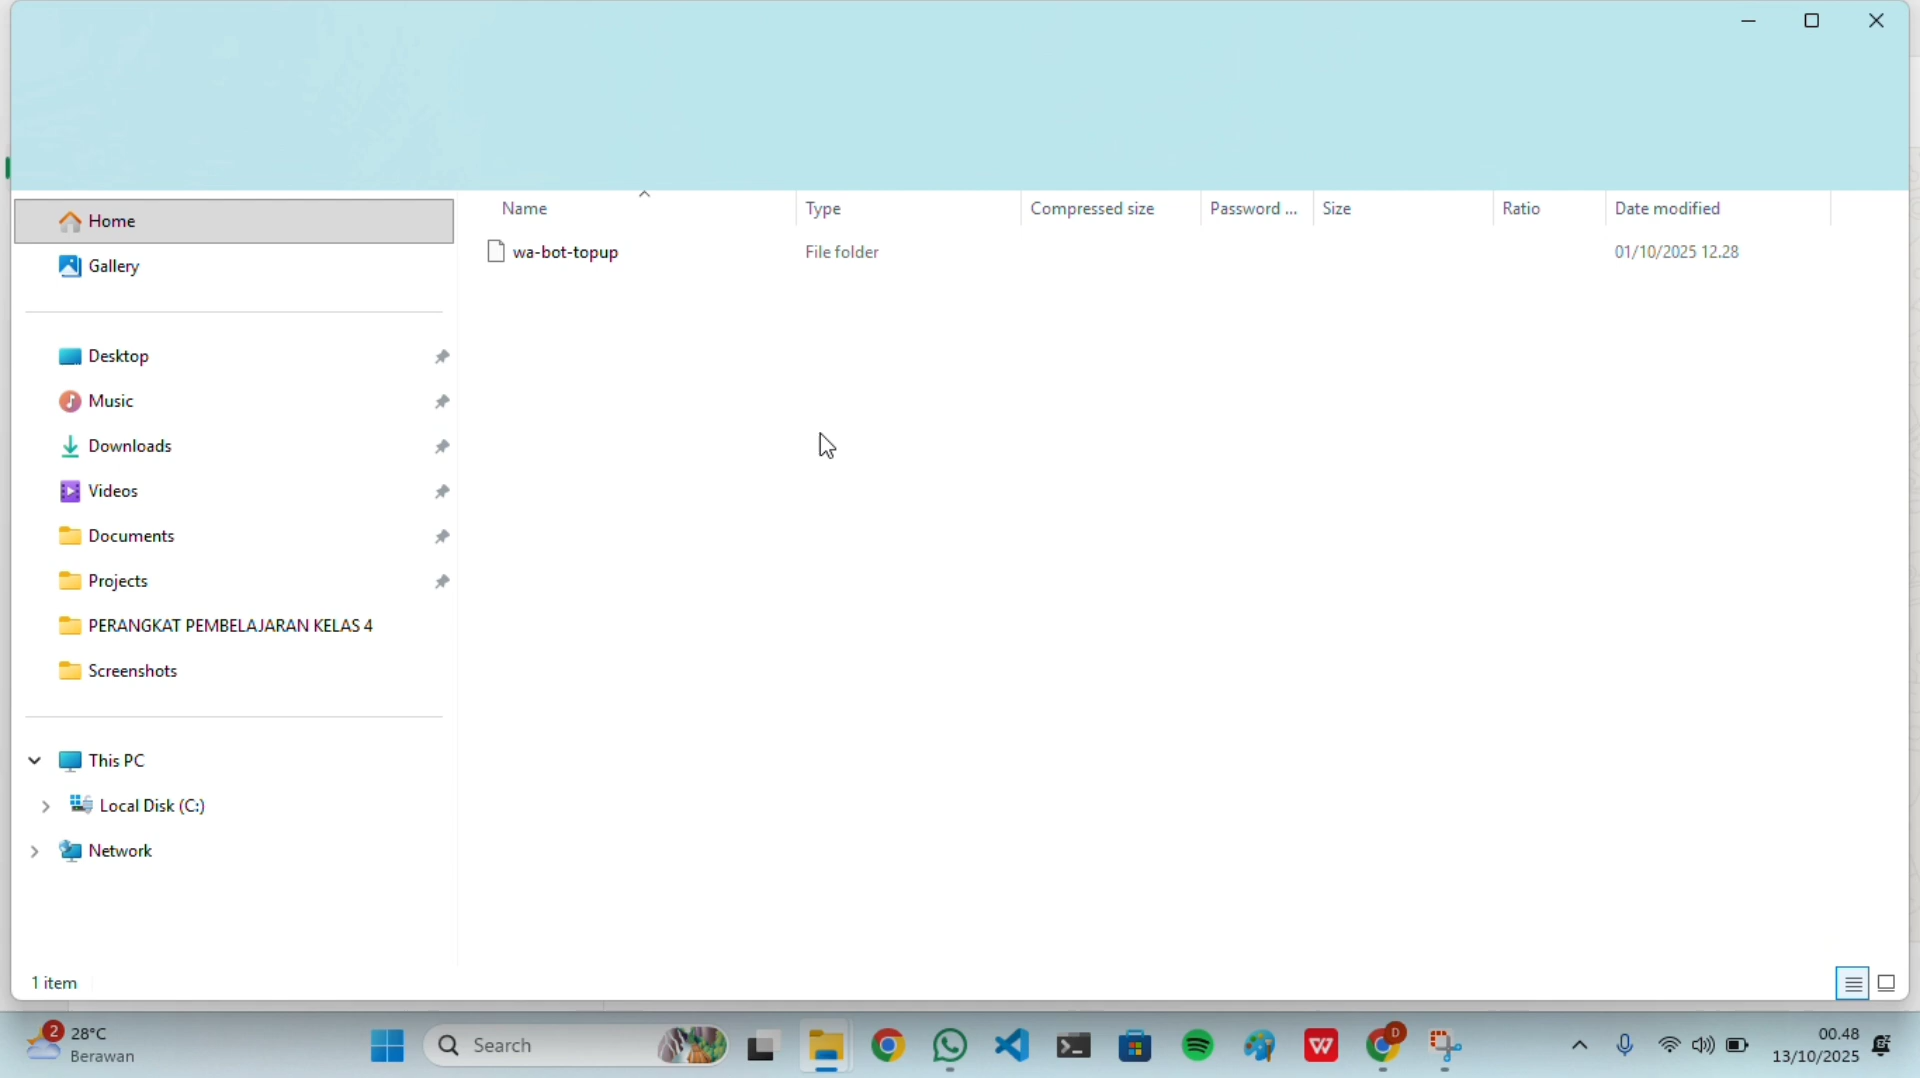 Name
Type
Compressed size
Password ...
Size
Ratio
Date modified
Home
wa-bot-topup
File folder
01/10/2025 12.28
Gallery
Desktop
Music
Downloads
Videos
Documents
Projects
PERANGKAT PEMBELAJARAN KELAS 4
Screenshots
This PC
Local Disk (C:)
Network
1 item
2
28°C
Berawan
Search
W
D
00.48
13/10/2025